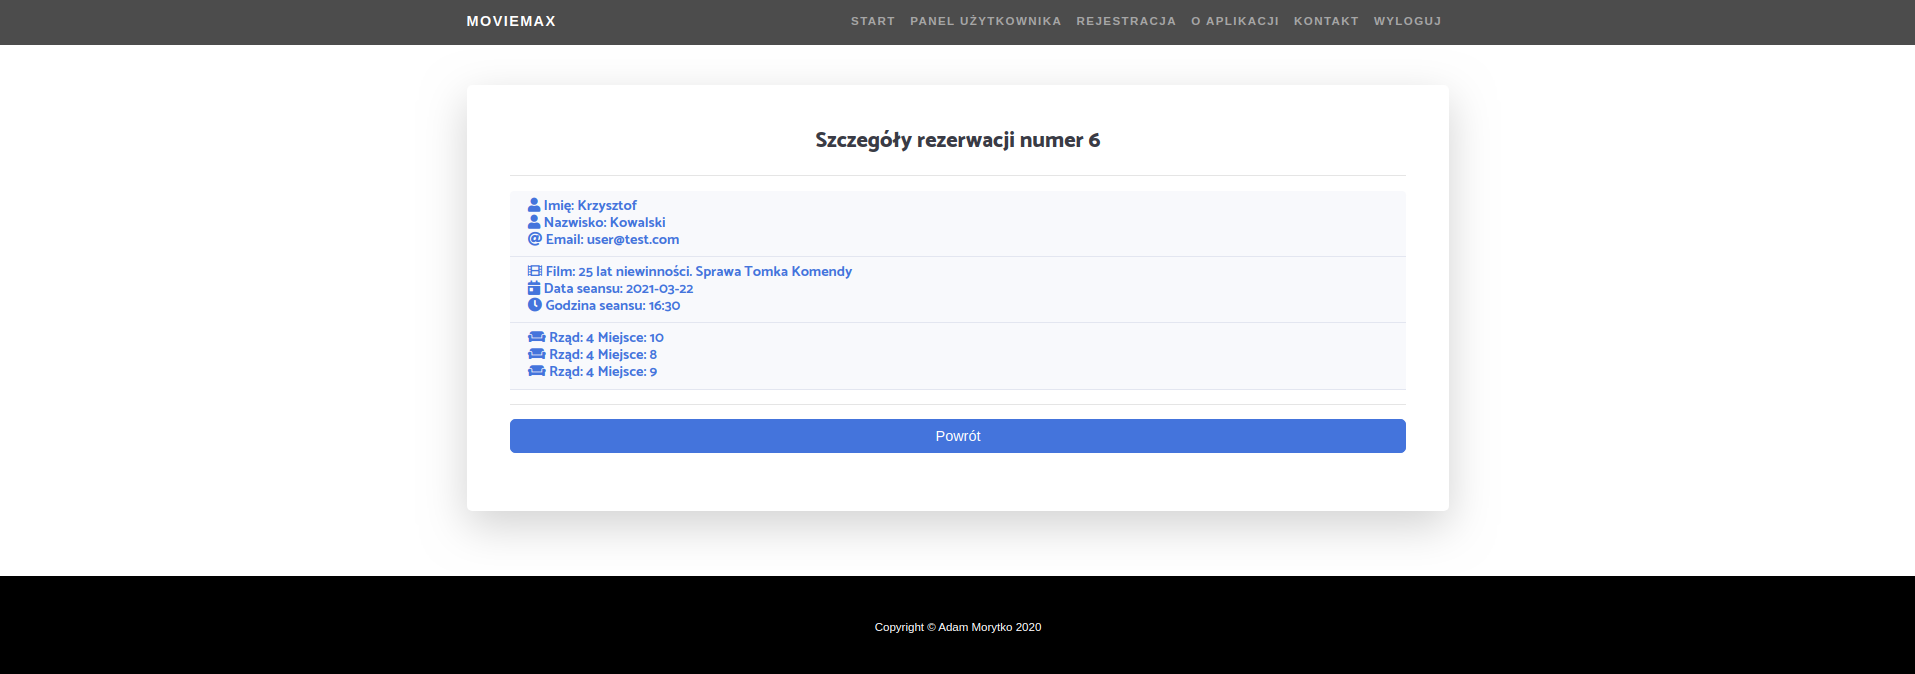 MOVIEMAX START PANEL UŻYTKOWNIKA REJESTRACJA O APLIKACJI KONTAKT WYLOGUJ
Szczegóły rezerwacji numer 6
Imię: Krzysztof
Nazwisko: Kowalski
Email: user@test.com
Film: 25 lat niewinności. Sprawa Tomka Komendy
Data seansu: 2021-03-22
Godzina seansu: 16:30
Rząd: 4 Miejsce: 10
Rząd: 4 Miejsce: 8
Rząd: 4 Miejsce: 9
Powrót
Copyright © Adam Morytko 2020